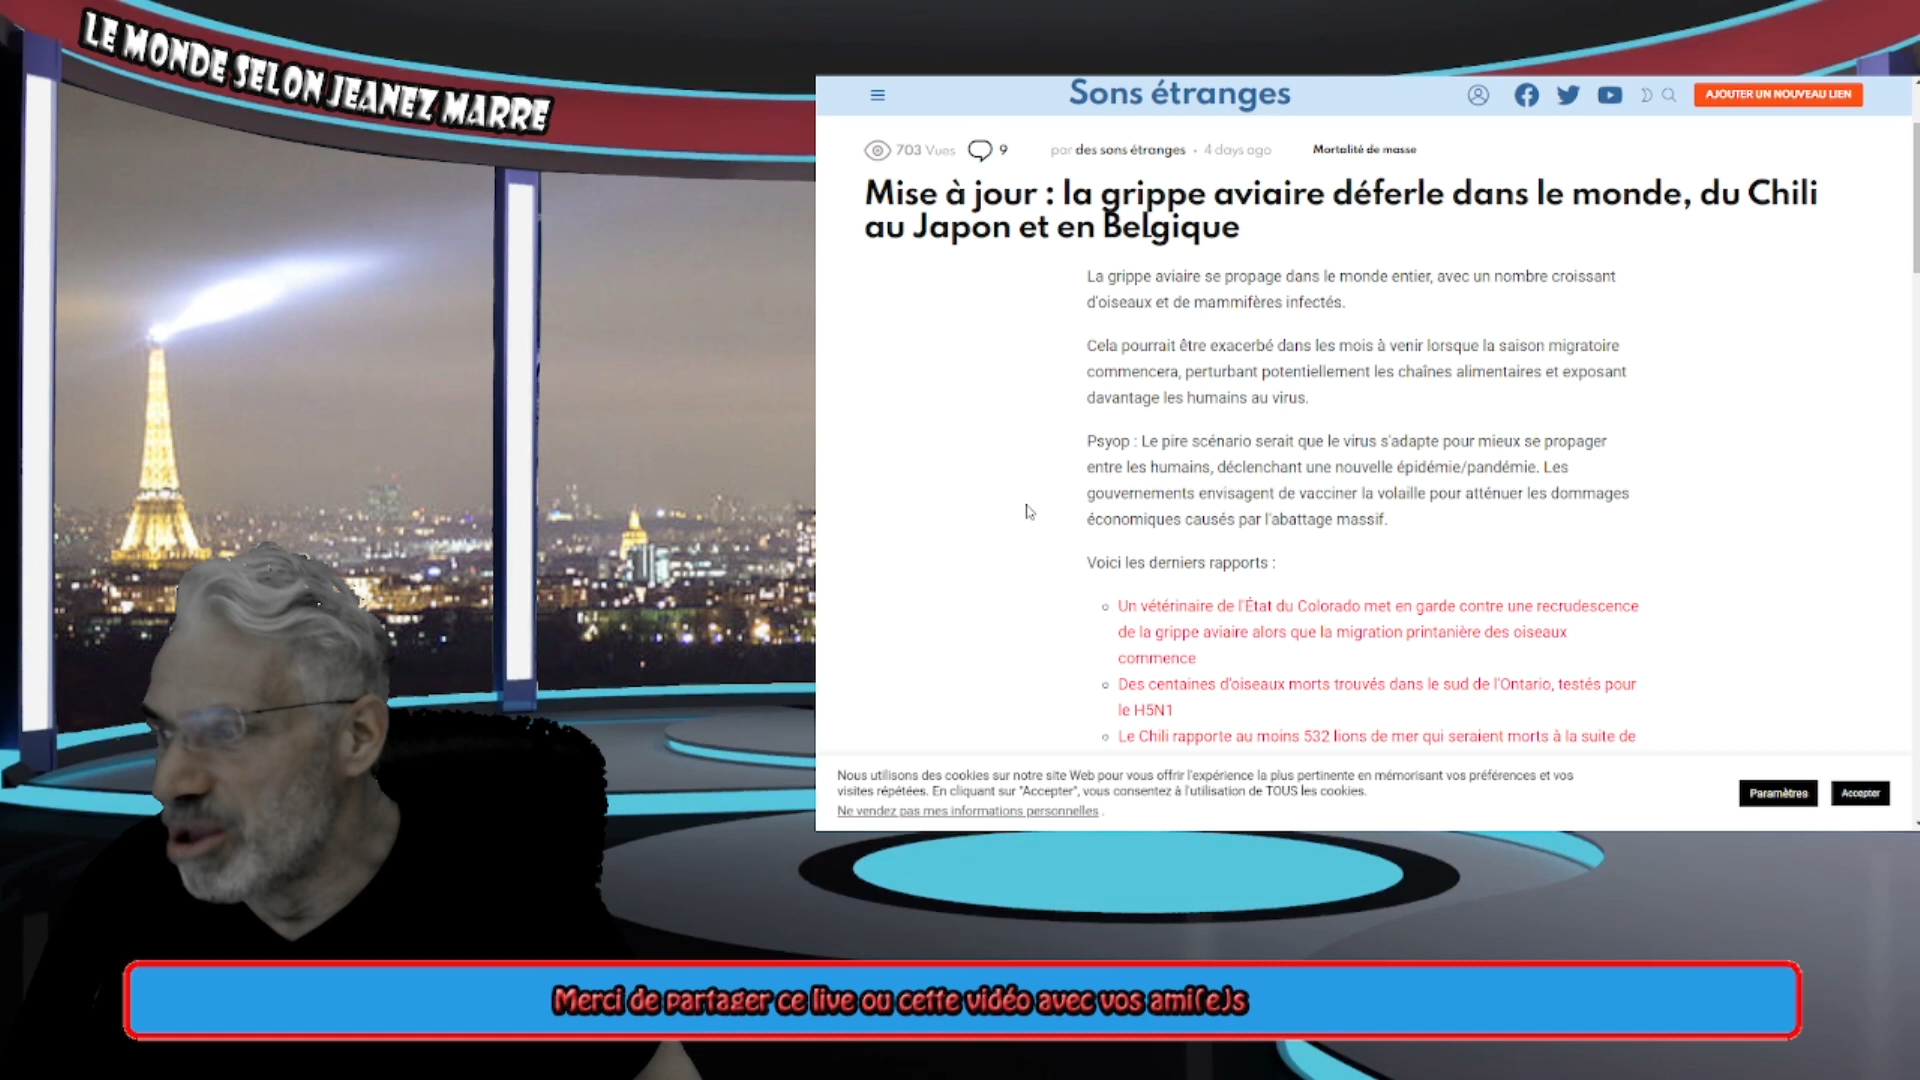 LE MONDE SELON JEANEZ MARRE
Sons étranges
AJOUTER UN NOUVEAU LIEN
703 Vues 9 par des sons étranges • 4 days ago Mortalité de masse
Mise à jour : la grippe aviaire déferle dans le monde, du Chili
au Japon et en Belgique
La grippe aviaire se propage dans le monde entier, avec un nombre croissant
d'oiseaux et de mammifères infectés.
Cela pourrait être exacerbé dans les mois à venir lorsque la saison migratoire
commencera, perturbant potentiellement les chaînes alimentaires et exposant
davantage les humains au virus.
Psyop : Le pire scénario serait que le virus s'adapte pour mieux se propager
entre les humains, déclenchant une nouvelle épidémie/pandémie. Les
gouvernements envisagent de vacciner la volaille pour atténuer les dommages
économiques causés par l'abattage massif.
Voici les derniers rapports :
Un vétérinaire de l'État du Colorado met en garde contre une recrudescence
de la grippe aviaire alors que la migration printanière des oiseaux
commence
Des centaines d'oiseaux morts trouvés dans le sud de l'Ontario, testés pour
le H5N1
Le Chili rapporte au moins 532 lions de mer qui seraient morts à la suite de
Nous utilisons des cookies sur notre site Web pour vous offrir l'expérience la plus pertinente en mémorisant vos préférences et vos
visites répétées. En cliquant sur "Accepter", vous consentez à l'utilisation de TOUS les cookies.
Ne vendez pas mes informations personnelles .
Paramètres
Accepter
Merci de partager ce live ou cette vidéo avec vos ami(e)s